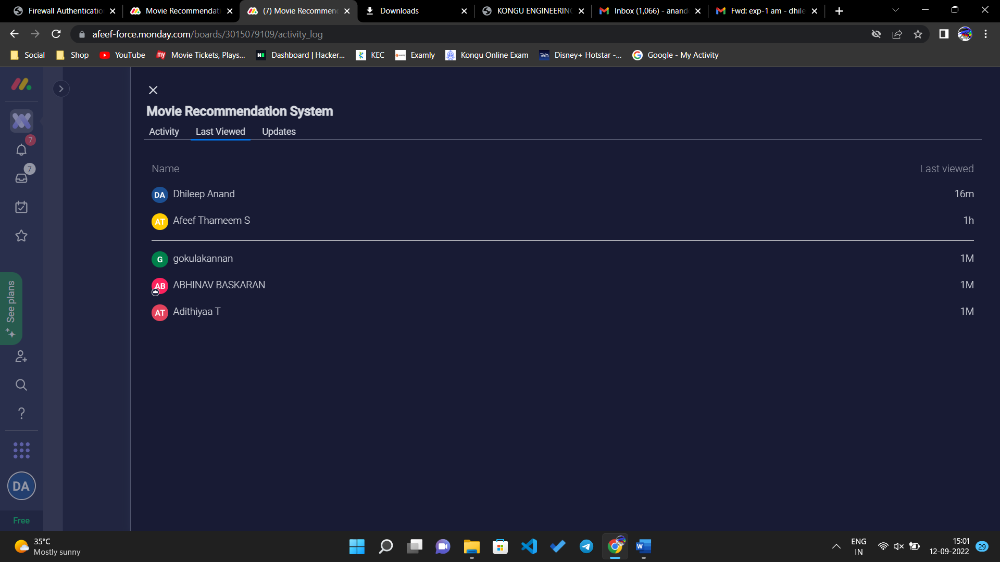 Firewall Authenticatio
Movie Recommendati
(7) Movie Recommen
Downloads
KONGU ENGINEERING
Inbox (1,066) - anand
Fwd: exp-1 am - dhile
afeef-force.monday.com/boards/3015079109/activity_log
Social
Shop
YouTube
my
Movie Tickets, Plays...
Dashboard | Hacker...
KEC
Examly
Kongu Online Exam
Disney+ Hotstar -...
Google - My Activity
Movie Recommendation System
Activity
Last Viewed
Updates
7
7
Name
Last viewed
DA Dhileep Anand 16m
AT Afeef Thameem S 1h
G gokulakannan 1M
AB ABHINAV BASKARAN 1M
AT Adithiyaa T 1M
See plans
?
DA
Free
35°C
Mostly sunny
W
ENG
IN
15:01
12-09-2022
29